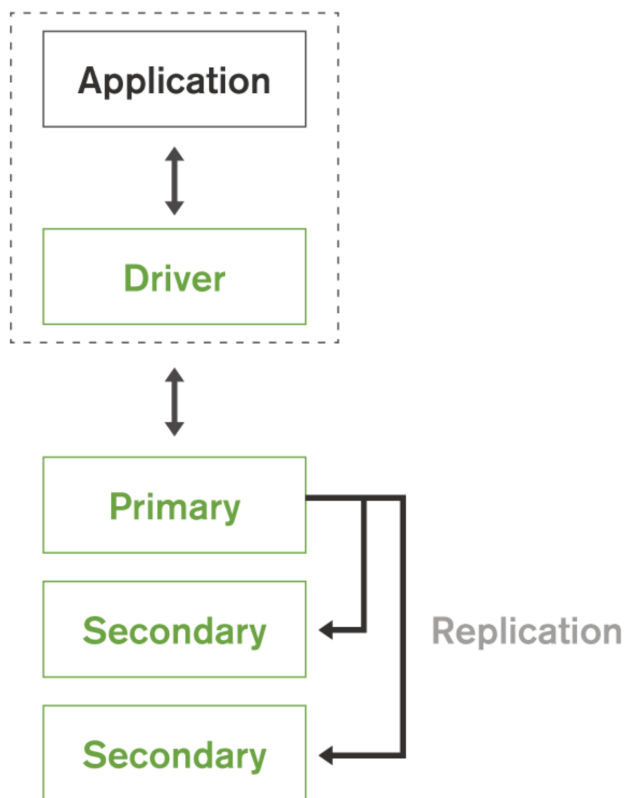 Application
Driver
Primary
Secondary
Replication
Secondary